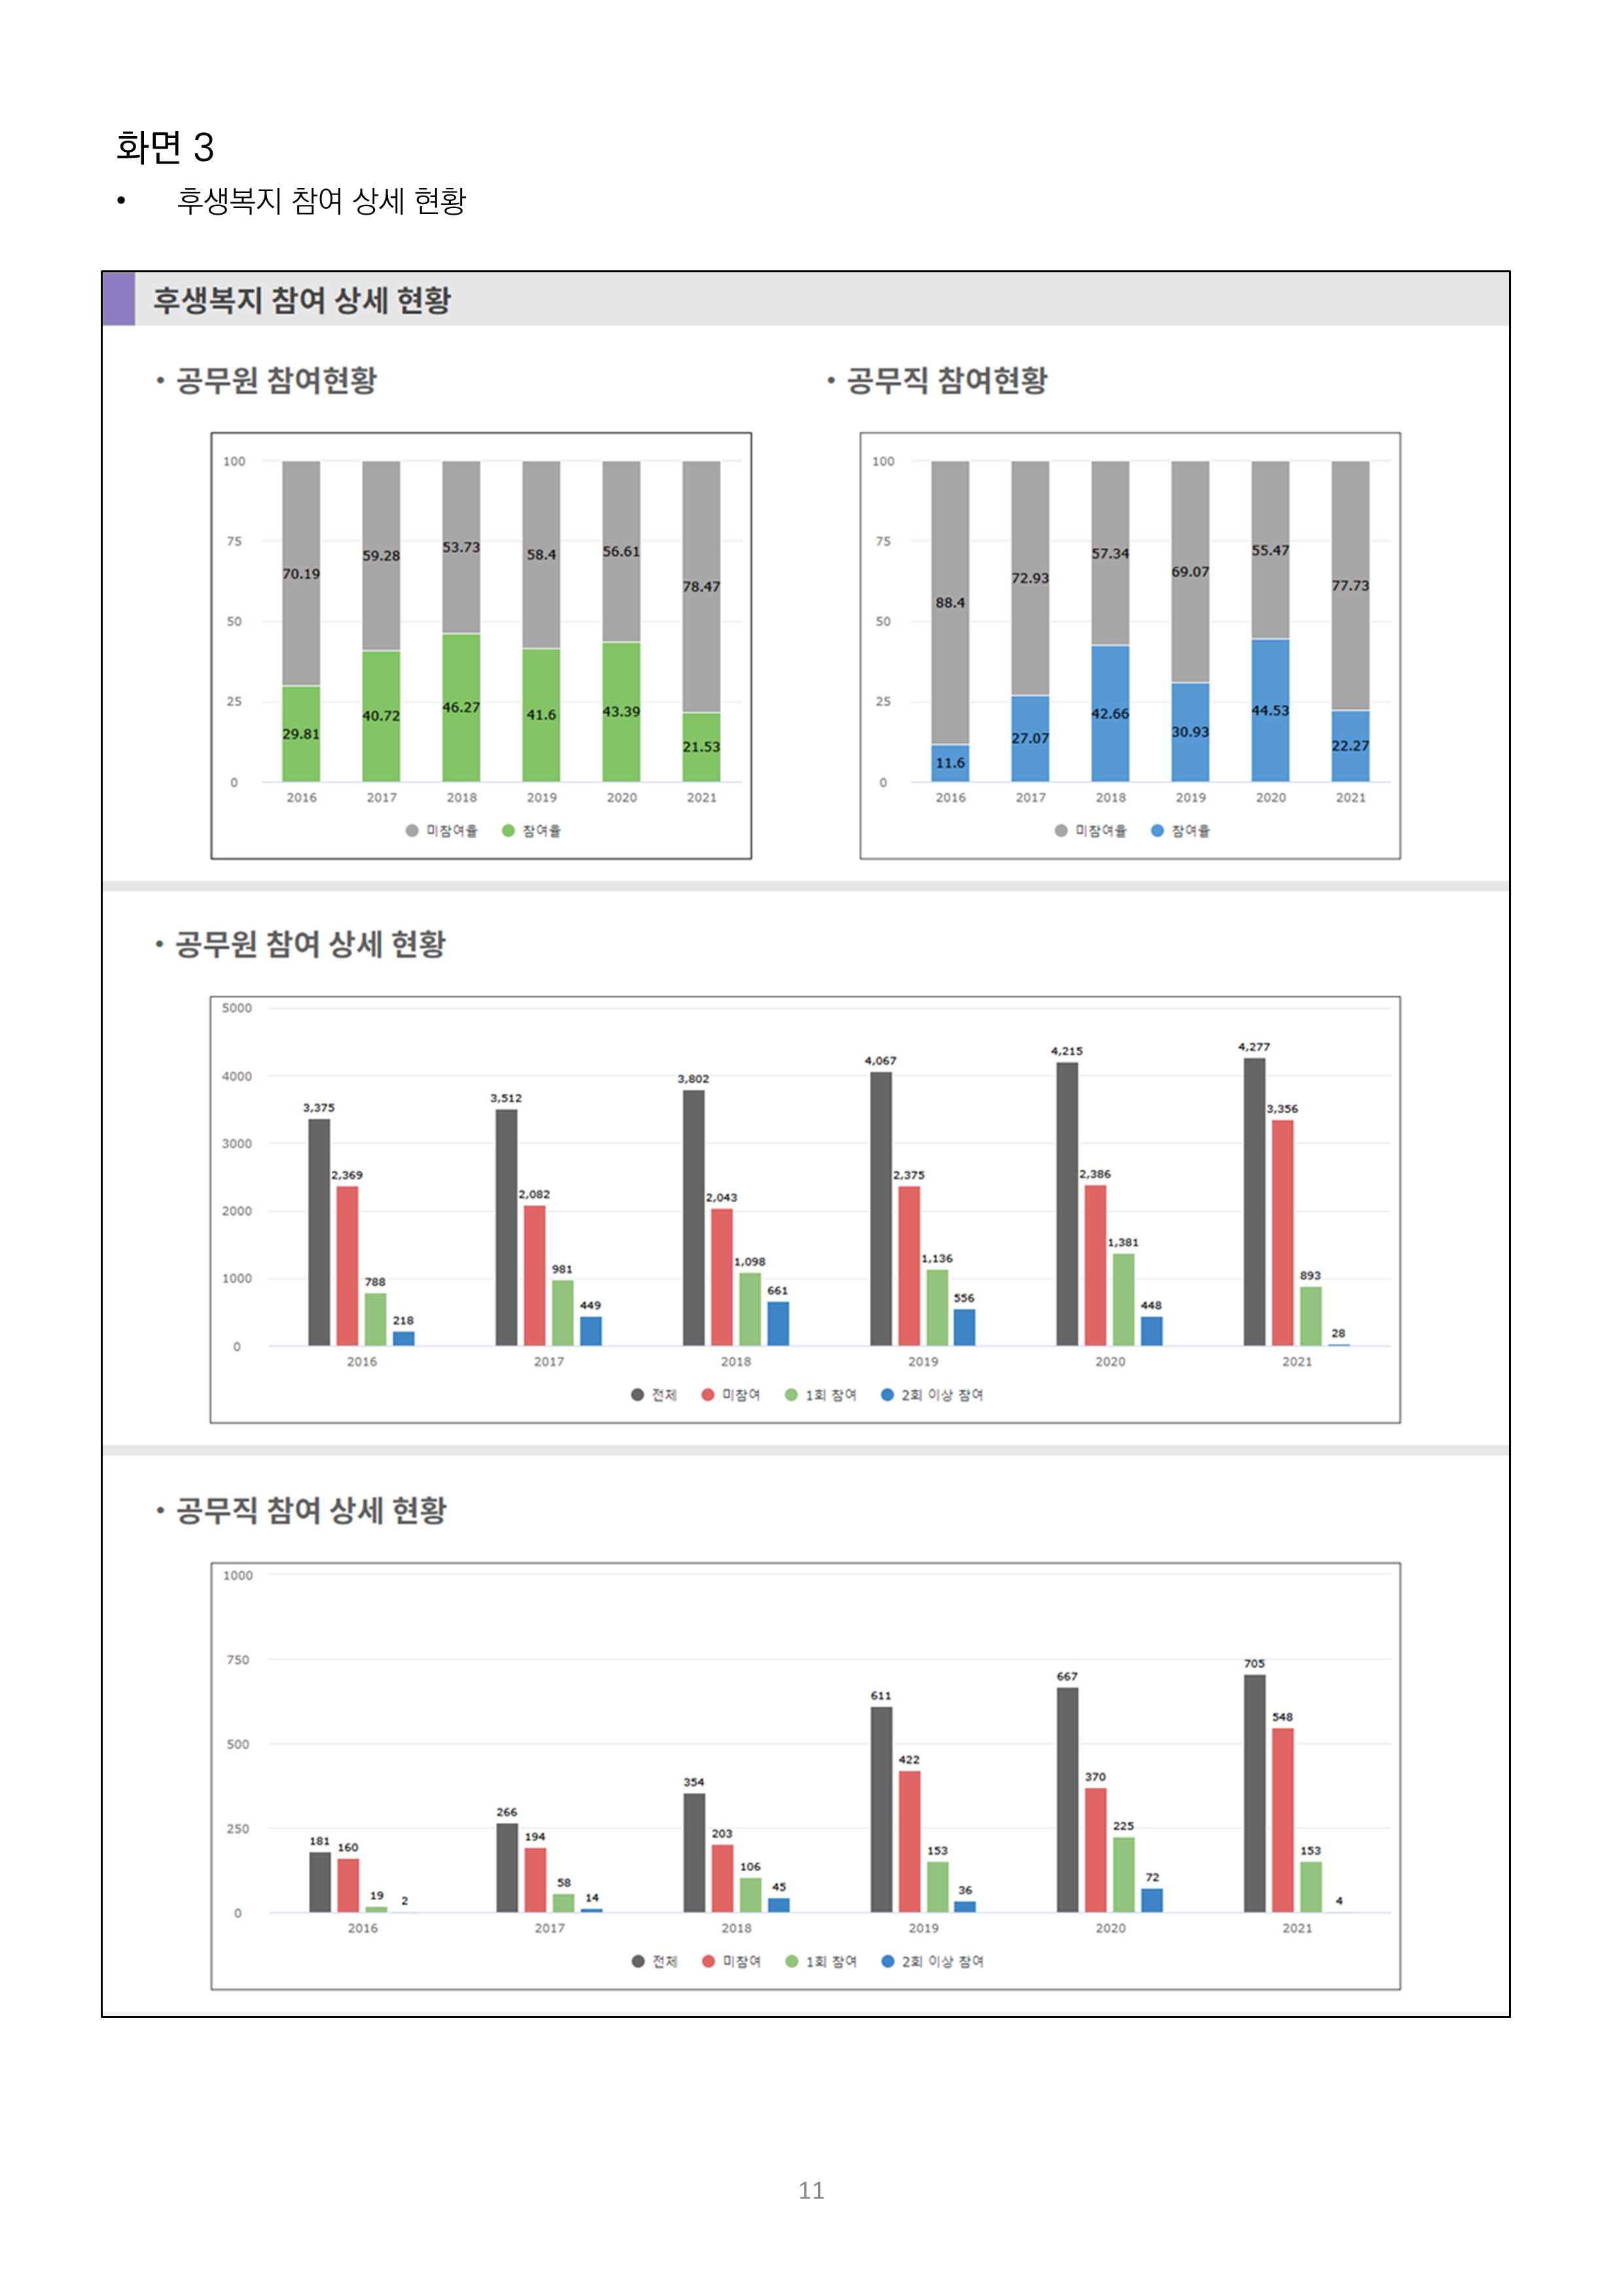 화면 3
• 후생복지 참여 상세 현황
후생복지 참여 상세 현황
• 공무원 참여현황
• 공무직 참여현황
100
75
50
25
0
70.19
59.28
53.73
58.4
56.61
78.47
29.81
40.72
46.27
41.6
43.39
21.53
2016 2017 2018 2019 2020 2021
미참여율 참여율
100
75
50
25
0
88.4
72.93
57.34
69.07
55.47
77.73
11.6
27.07
42.66
30.93
44.53
22.27
2016 2017 2018 2019 2020 2021
미참여율 참여율
• 공무원 참여 상세 현황
5000
4000
3000
2000
1000
0
3,375 2,369 788 218
3,512 2,082 981 449
3,802 2,043 1,098 661
4,067 2,375 1,136 556
4,215 2,386 1,381 448
4,277 3,356 893 28
2016 2017 2018 2019 2020 2021
전체 미참여 1회 참여 2회 이상 참여
• 공무직 참여 상세 현황
1000
750
500
250
0
181 160 19 2
266 194 58 14
354 203 106 45
611 422 153 36
667 370 225 72
705 548 153 4
2016 2017 2018 2019 2020 2021
전체 미참여 1회 참여 2회 이상 참여
11